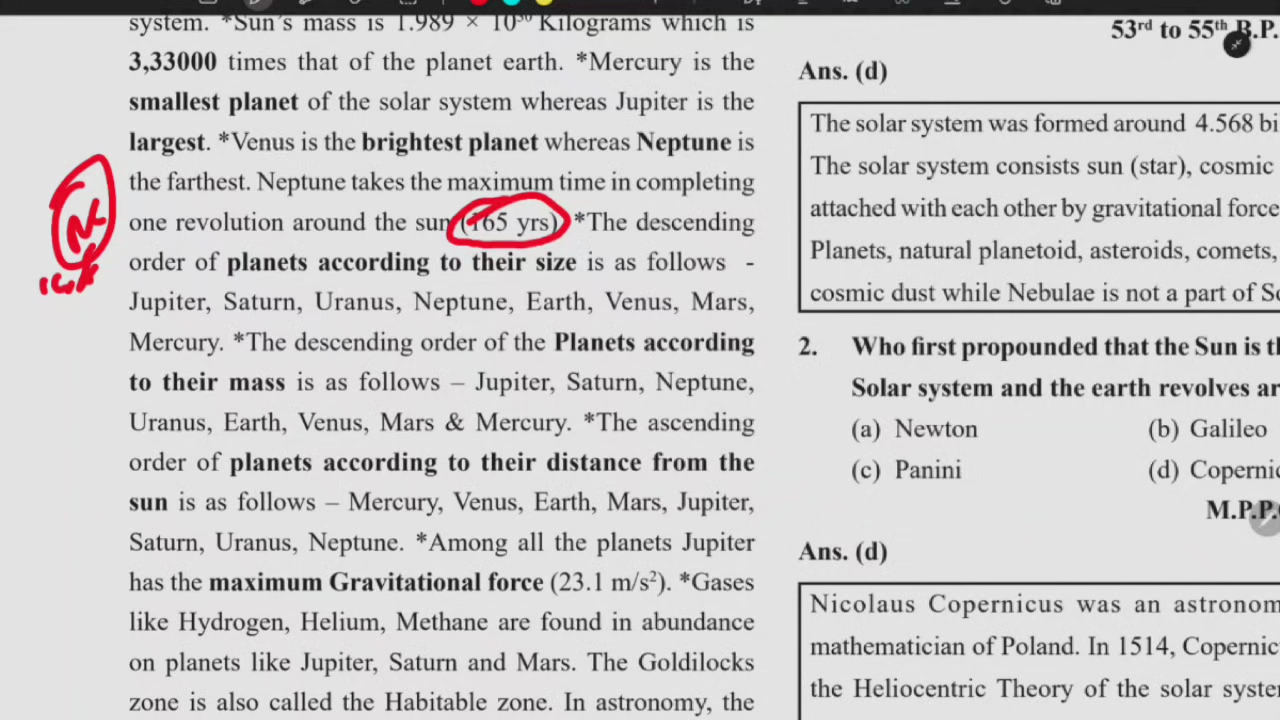 system. *Sun's mass is 1.989 × 10³⁰ Kilograms which is
3,33000 times that of the planet earth. *Mercury is the
smallest planet of the solar system whereas Jupiter is the
largest. *Venus is the brightest planet whereas Neptune is
the farthest. Neptune takes the maximum time in completing
one revolution around the sun (165 yrs) *The descending
order of planets according to their size is as follows -
Jupiter, Saturn, Uranus, Neptune, Earth, Venus, Mars,
Mercury. *The descending order of the Planets according
to their mass is as follows – Jupiter, Saturn, Neptune,
Uranus, Earth, Venus, Mars & Mercury. *The ascending
order of planets according to their distance from the
sun is as follows – Mercury, Venus, Earth, Mars, Jupiter,
Saturn, Uranus, Neptune. *Among all the planets Jupiter
has the maximum Gravitational force (23.1 m/s²). *Gases
like Hydrogen, Helium, Methane are found in abundance
on planets like Jupiter, Saturn and Mars. The Goldilocks
zone is also called the Habitable zone. In astronomy, the
53rd to 55th B.P.
Ans. (d)
The solar system was formed around 4.568 bi
The solar system consists sun (star), cosmic
attached with each other by gravitational force
Planets, natural planetoid, asteroids, comets,
cosmic dust while Nebulae is not a part of So
2. Who first propounded that the Sun is th
Solar system and the earth revolves ar
(a) Newton (b) Galileo
(c) Panini (d) Copernic
M.P.P.
Ans. (d)
Nicolaus Copernicus was an astronom
mathematician of Poland. In 1514, Copernic
the Heliocentric Theory of the solar syste